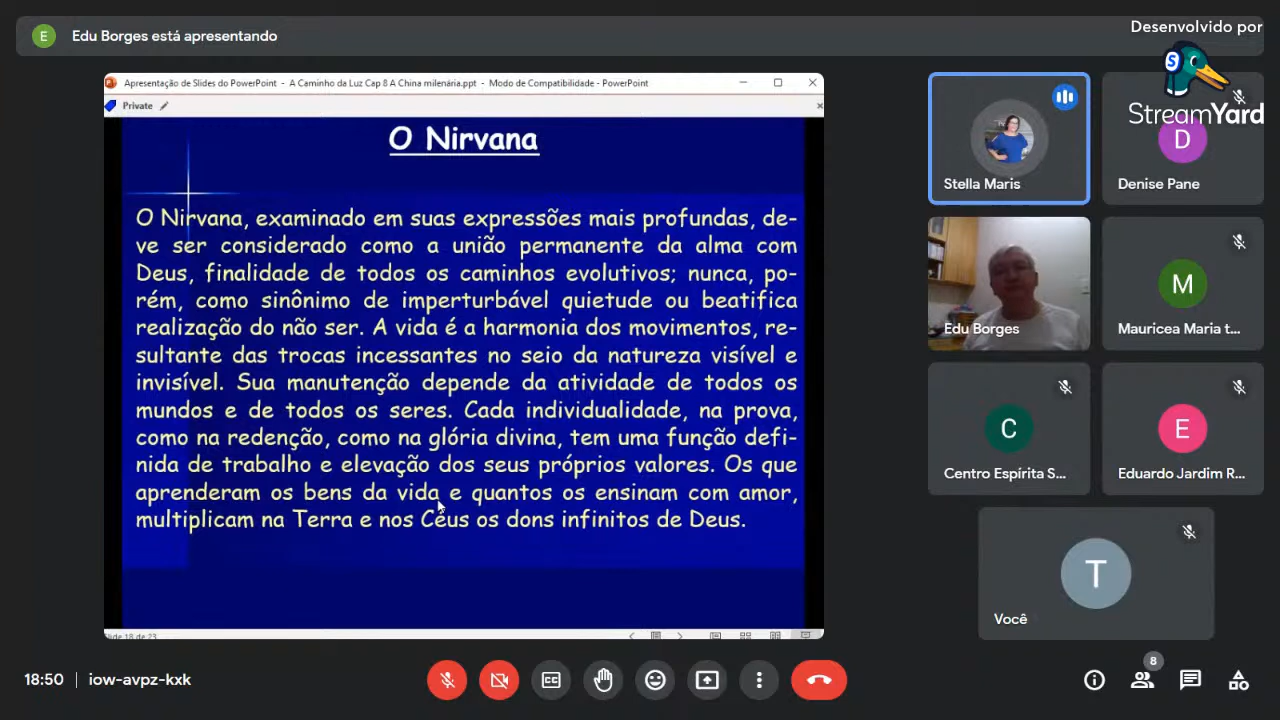 E Edu Borges está apresentando
Desenvolvido por
S
StreamYard
Apresentação de Slides do PowerPoint - A Caminho da Luz Cap 8 A China milenária.ppt - Modo de Compatibilidade - PowerPoint
Private
O Nirvana
O Nirvana, examinado em suas expressões mais profundas, de-
ve ser considerado como a união permanente da alma com
Deus, finalidade de todos os caminhos evolutivos; nunca, po-
rém, como sinônimo de imperturbável quietude ou beatifica
realização do não ser. A vida é a harmonia dos movimentos, re-
sultante das trocas incessantes no seio da natureza visível e
invisível. Sua manutenção depende da atividade de todos os
mundos e de todos os seres. Cada individualidade, na prova,
como na redenção, como na glória divina, tem uma função defi-
nida de trabalho e elevação dos seus próprios valores. Os que
aprenderam os bens da vida e quantos os ensinam com amor,
multiplicam na Terra e nos Céus os dons infinitos de Deus.
Slide 18 de 23
Stella Maris
D
Denise Pane
Edu Borges
M
Mauricea Maria t...
C
Centro Espírita S...
E
Eduardo Jardim R...
T
Você
18:50 | iow-avpz-kxk
CC
8